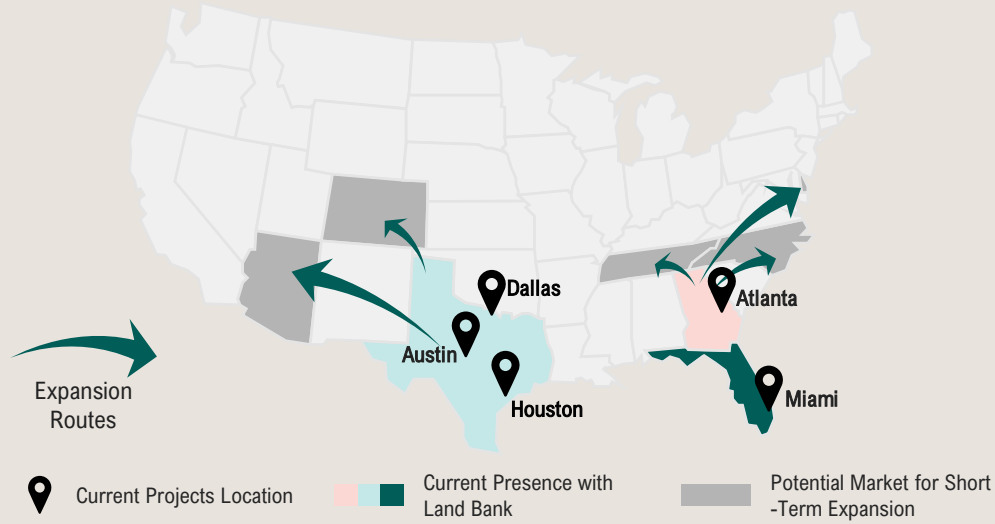 Dallas
Atlanta
Austin
Houston
Miami
Expansion
Routes
Current Projects Location
Current Presence with
Land Bank
Potential Market for Short
-Term Expansion